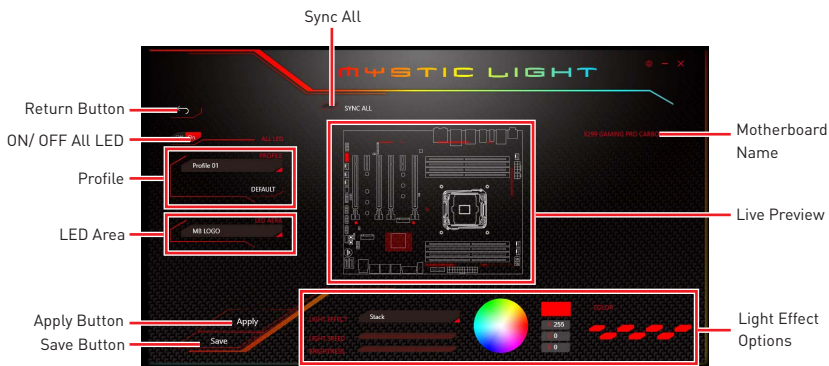 Sync All
MYSTIC LIGHT
SYNC ALL
Return Button
ON/ OFF All LED
ALL LED
X299 GAMING PRO CARBON
Motherboard
Name
Profile
PROFILE
Profile 01
DEFAULT
LED Area
LED AREA
MB LOGO
Live Preview
Apply Button
Apply
Save Button
Save
LIGHT EFFECT
Stack
LIGHT SPEED
BRIGHTNESS
255
0
0
COLOR
Light Effect
Options